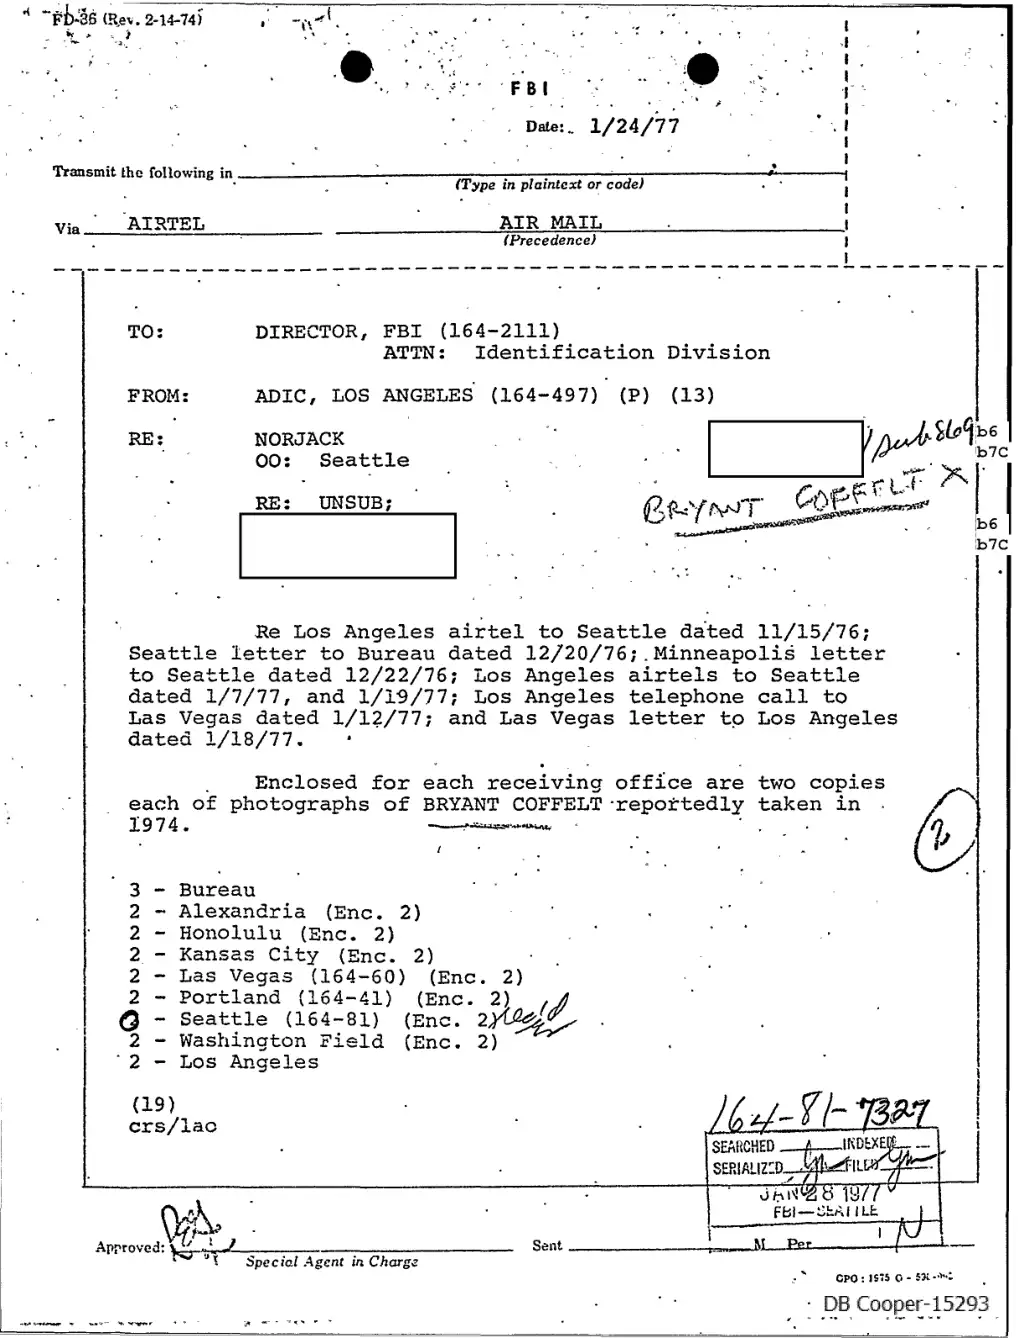 FD-36 (Rev. 2-14-74)
FBI
Date: 1/24/77
Transmit the following in
(Type in plaintext or code)
Via AIRTEL AIR MAIL
(Precedence)
TO: DIRECTOR, FBI (164-2111)
ATTN: Identification Division
FROM: ADIC, LOS ANGELES (164-497) (P) (13)
RE: NORJACK
OO: Seattle
Sub 869
b6
b7C
RE: UNSUB;
BRYANT COFFELT X
b6
b7C
Re Los Angeles airtel to Seattle dated 11/15/76;
Seattle letter to Bureau dated 12/20/76; Minneapolis letter
to Seattle dated 12/22/76; Los Angeles airtels to Seattle
dated 1/7/77, and 1/19/77; Los Angeles telephone call to
Las Vegas dated 1/12/77; and Las Vegas letter to Los Angeles
dated 1/18/77.
Enclosed for each receiving office are two copies
each of photographs of BRYANT COFFELT reportedly taken in
1974.
2
3 - Bureau
2 - Alexandria (Enc. 2)
2 - Honolulu (Enc. 2)
2 - Kansas City (Enc. 2)
2 - Las Vegas (164-60) (Enc. 2)
2 - Portland (164-41) (Enc. 2)
- Seattle (164-81) (Enc. 2)
2 - Washington Field (Enc. 2)
2 - Los Angeles
(19)
crs/lac
164-81-7327
SEARCHED INDEXED
SERIALIZED FILED
JAN 28 1977
FBI—SEATTLE
Approved:
Special Agent in Charge
Sent M Per
GPO : 1975 O -
DB Cooper-15293